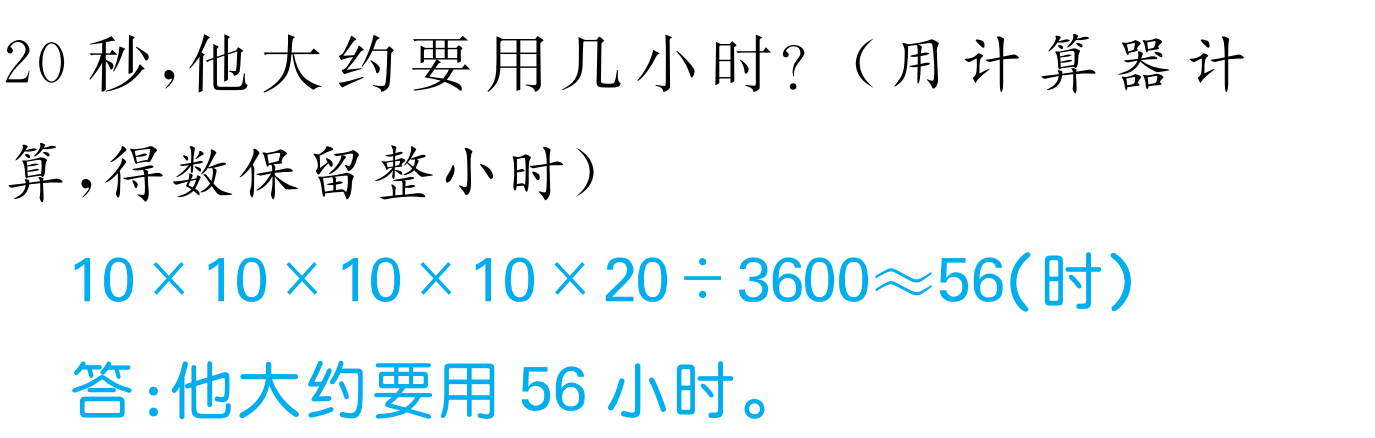 20 秒,他大约要用几小时?(用计算器计
算,得数保留整小时)
10×10×10×10×20÷3600≈56(时)
答:他大约要用 56 小时。